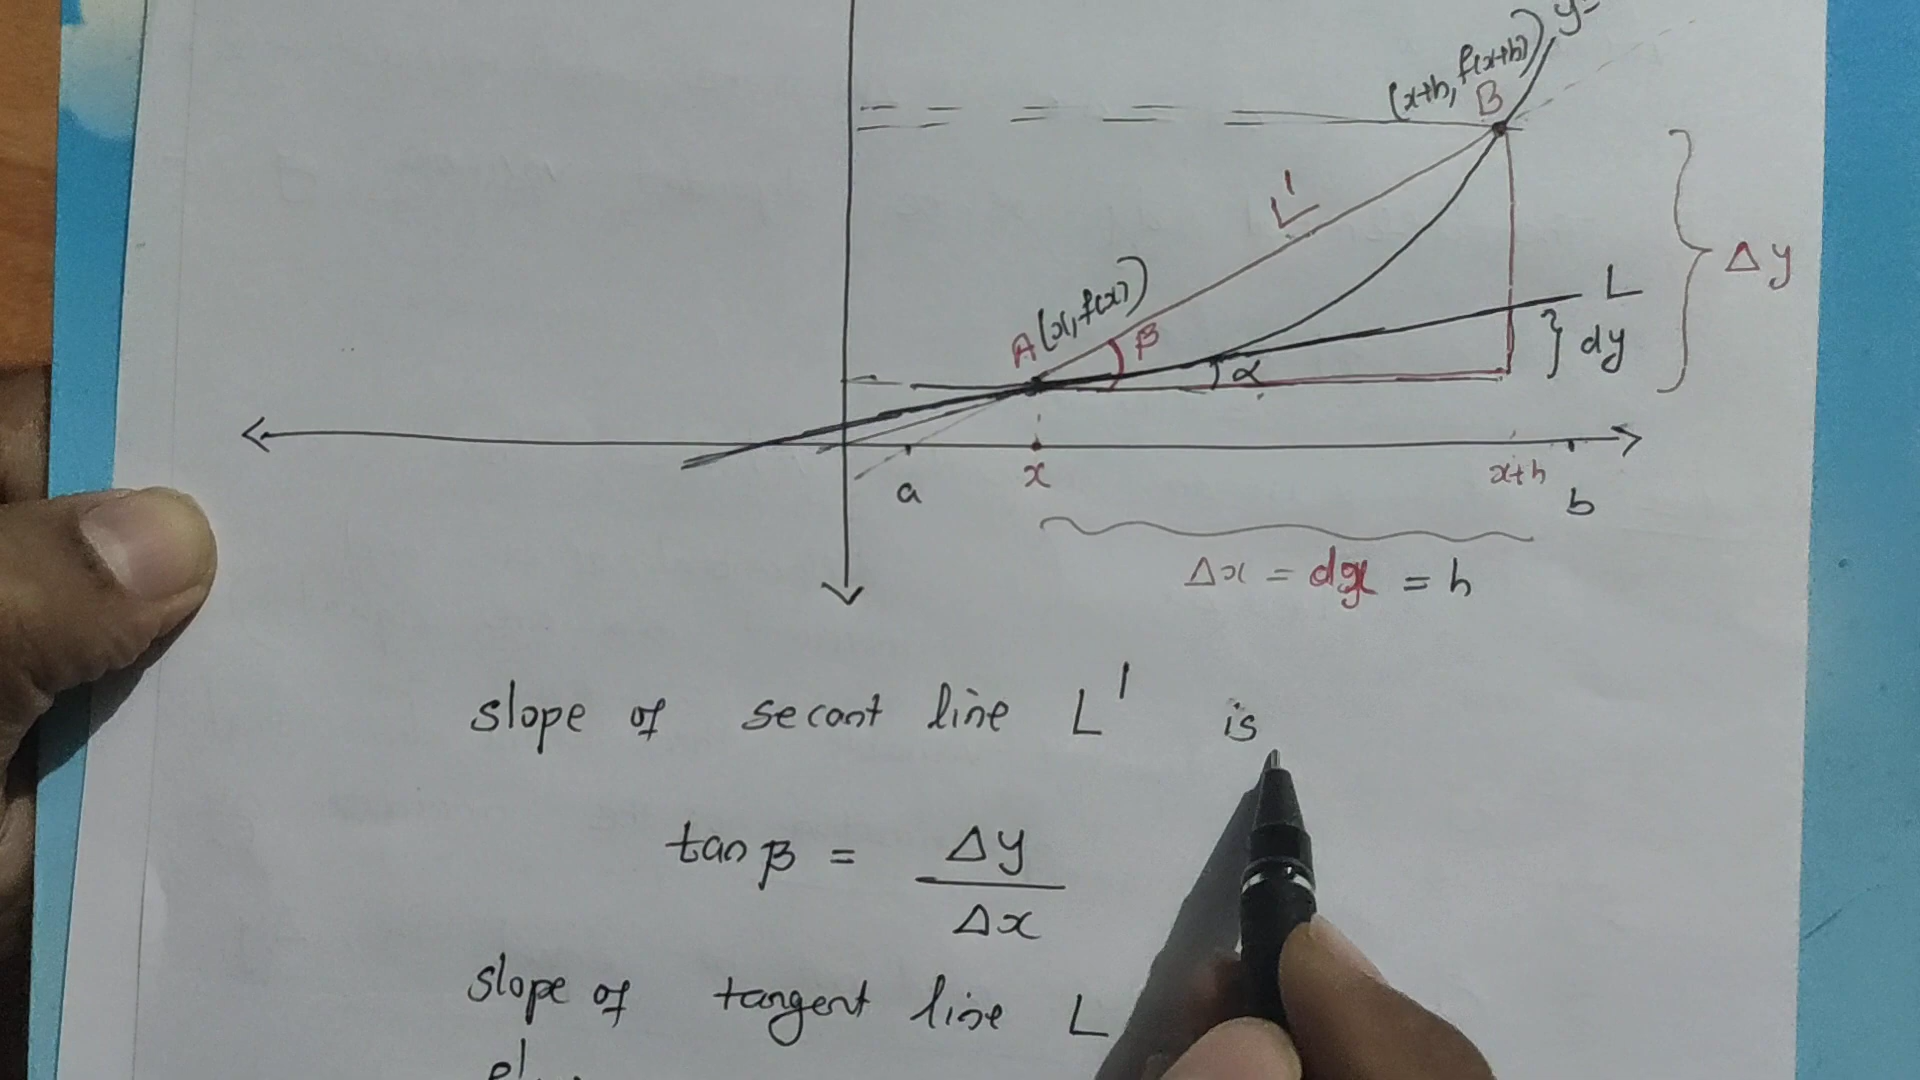 y=
(x+h, f(x+h))
B
L'
Δy
A(x, f(x))
β
L
α
dy
a
x
x+h
b
Δx = dx = h
slope of secant line L' is
tan β = Δy / Δx
slope of tangent line L